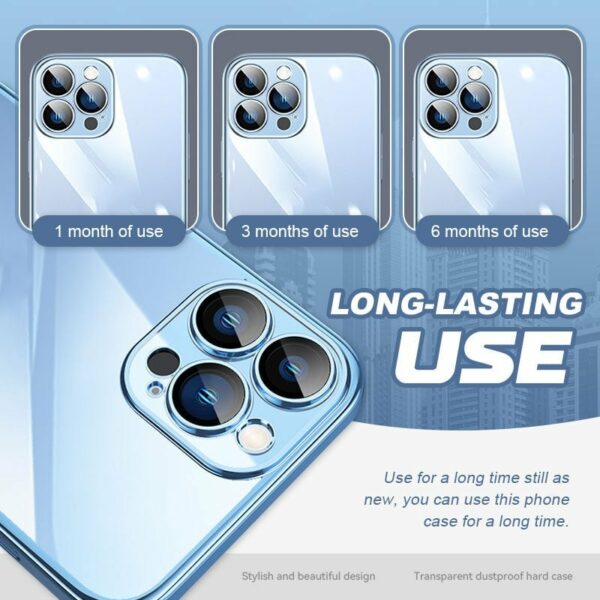 1 month of use
3 months of use
6 months of use
LONG-LASTING
USE
Use for a long time still as
new, you can use this phone
case for a long time.
Stylish and beautiful design
Transparent dustproof hard case